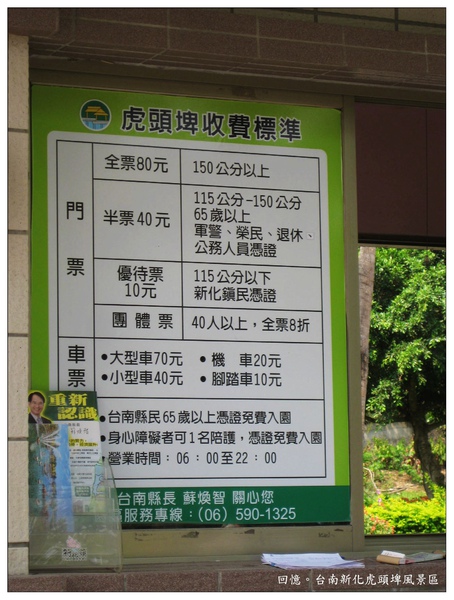 虎頭埤收費標準
門票
全票80元 150公分以上
半票40元 115公分-150公分
65歲以上
軍警、榮民、退休、
公務人員憑證
優待票
10元
115公分以下
新化鎮民憑證
團體票 40人以上，全票8折
車票
•大型車70元 •機 車20元
•小型車40元 •腳踏車10元
•台南縣民65歲以上憑證免費入園
•身心障礙者可1名陪護，憑證免費入園
•營業時間：06：00至22：00
台南縣長 蘇煥智 關心您
服務專線：(06) 590-1325
重新
認識
回憶。台南新化虎頭埤風景區